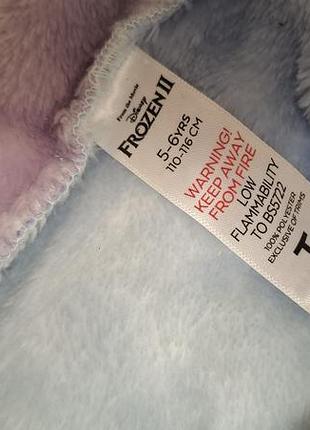 From the Movie
Disney
FROZEN II
5-6YRS
110-116 CM
WARNING!
KEEP AWAY
FROM FIRE
LOW
FLAMMABILITY
TO BS5722
100% POLYESTER
EXCLUSIVE OF TRIMS